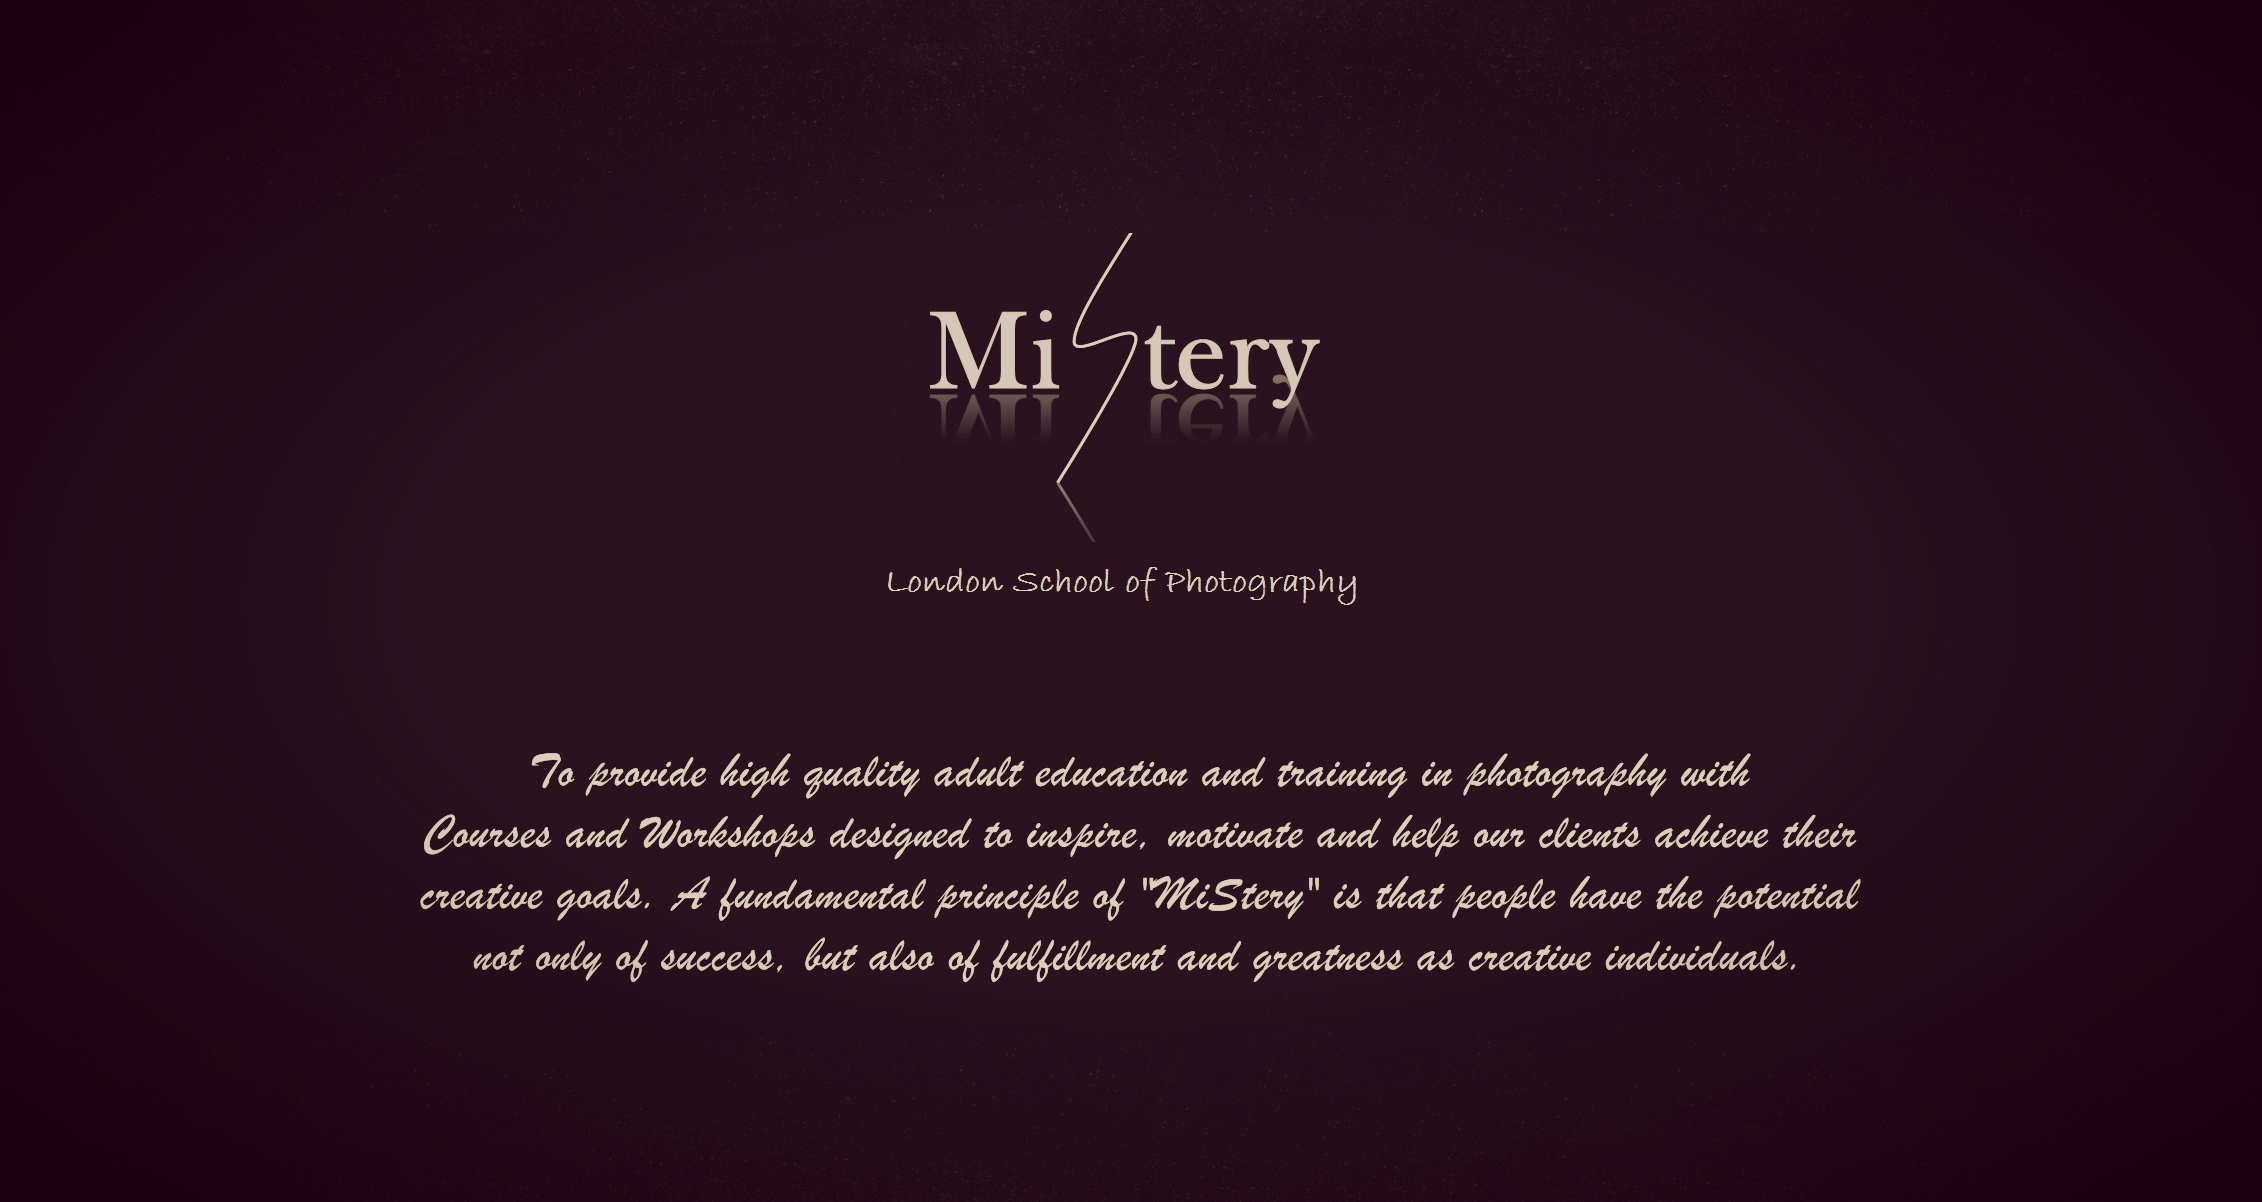 MiStery
London School of Photography
To provide high quality adult education and training in photography with
Courses and Workshops designed to inspire, motivate and help our clients achieve their
creative goals. A fundamental principle of "MiStery" is that people have the potential
not only of success, but also of fulfillment and greatness as creative individuals.